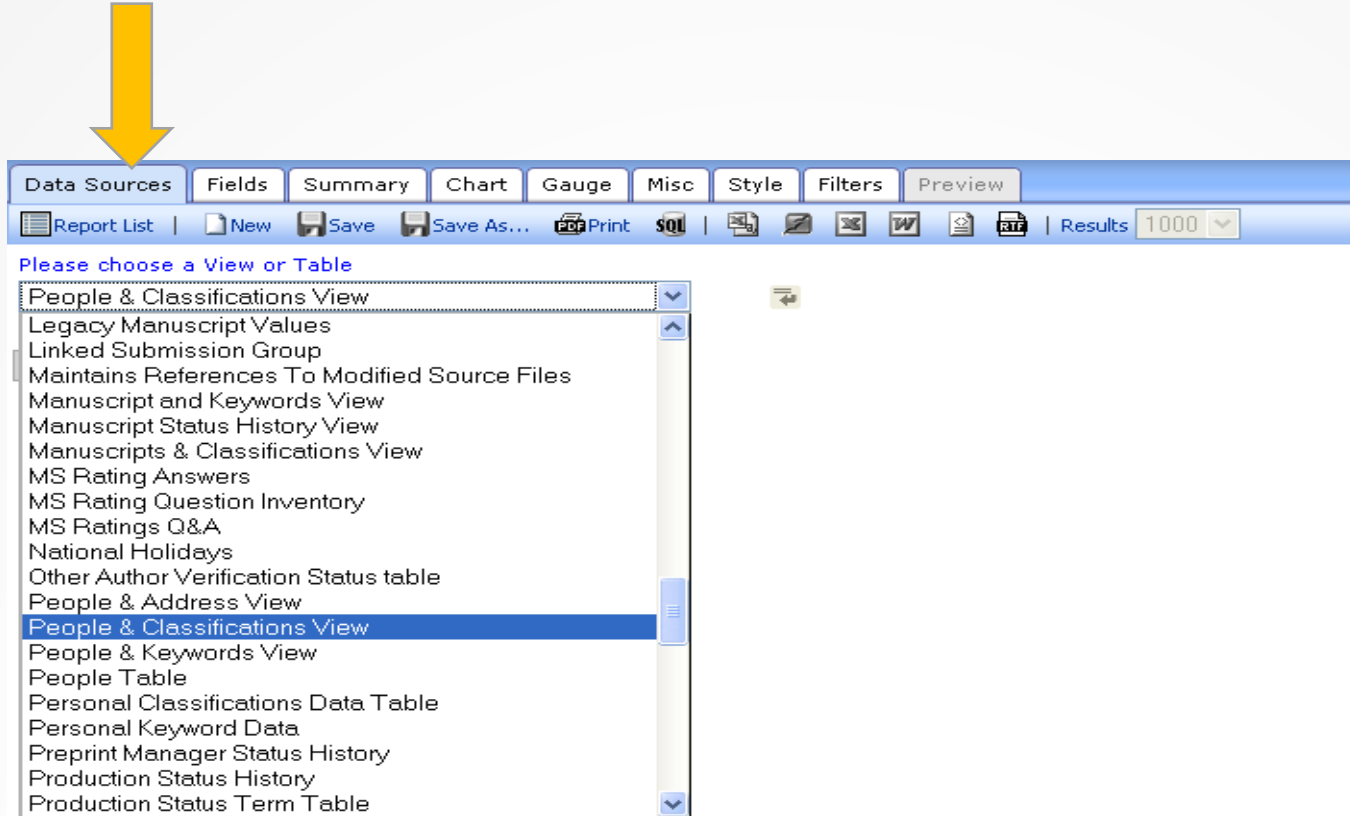 Data Sources Fields Summary Chart Gauge Misc Style Filters Preview
Report List | New Save Save As... PDF Print SQL | RTF | Results 1000
Please choose a View or Table
People & Classifications View
Legacy Manuscript Values
Linked Submission Group
Maintains References To Modified Source Files
Manuscript and Keywords View
Manuscript Status History View
Manuscripts & Classifications View
MS Rating Answers
MS Rating Question Inventory
MS Ratings Q&A
National Holidays
Other Author Verification Status table
People & Address View
People & Classifications View
People & Keywords View
People Table
Personal Classifications Data Table
Personal Keyword Data
Preprint Manager Status History
Production Status History
Production Status Term Table